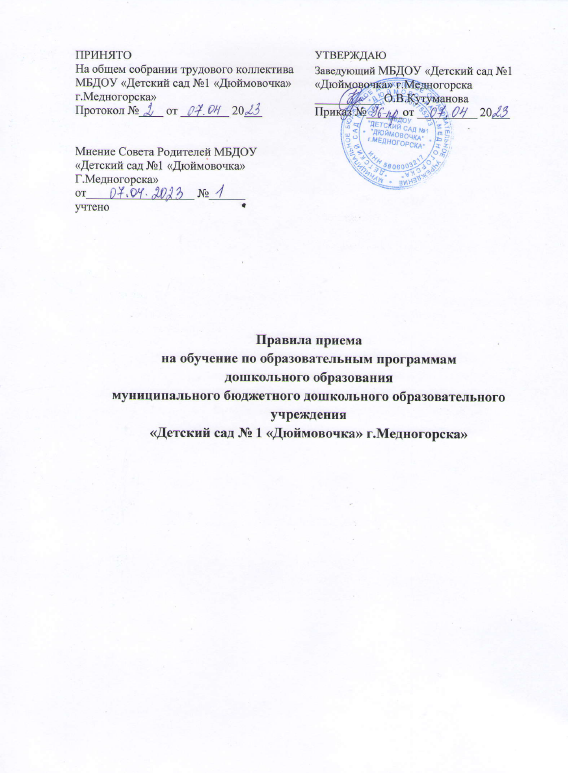 ПРИНЯТО
На общем собрании трудового коллектива
МБДОУ «Детский сад №1 «Дюймовочка»
г.Медногорска»
Протокол № 2 от 07.04 2023
Мнение Совета Родителей МБДОУ
«Детский сад №1 «Дюймовочка»
Г.Медногорска»
от 07.04.2023 № 1
учтено
УТВЕРЖДАЮ
Заведующий МБДОУ «Детский сад №1
«Дюймовочка» г.Медногорска
О.В.Кутуманова
Приказ № 96-пр от 07.04 2023
МБДОУ
"ДЕТСКИЙ САД №1
"ДЮЙМОВОЧКА"
г.МЕДНОГОРСКА"
Правила приема
на обучение по образовательным программам
дошкольного образования
муниципального бюджетного дошкольного образовательного
учреждения
«Детский сад № 1 «Дюймовочка» г.Медногорска»